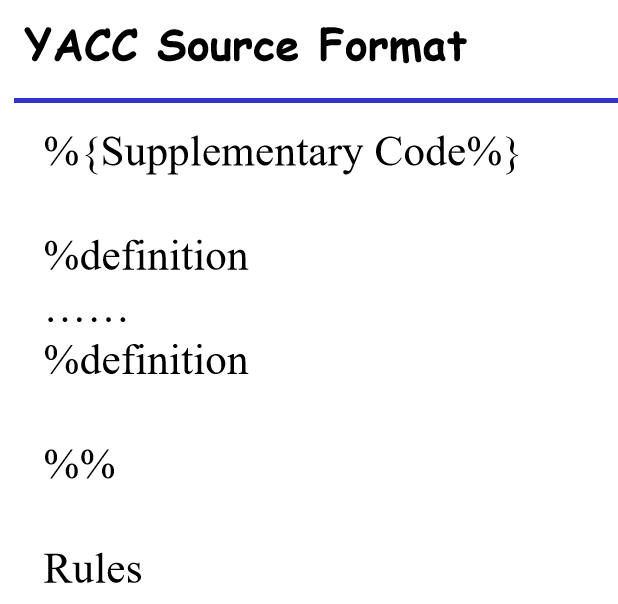 YACC Source Format
%{Supplementary Code%}
%definition
……
%definition
%%
Rules